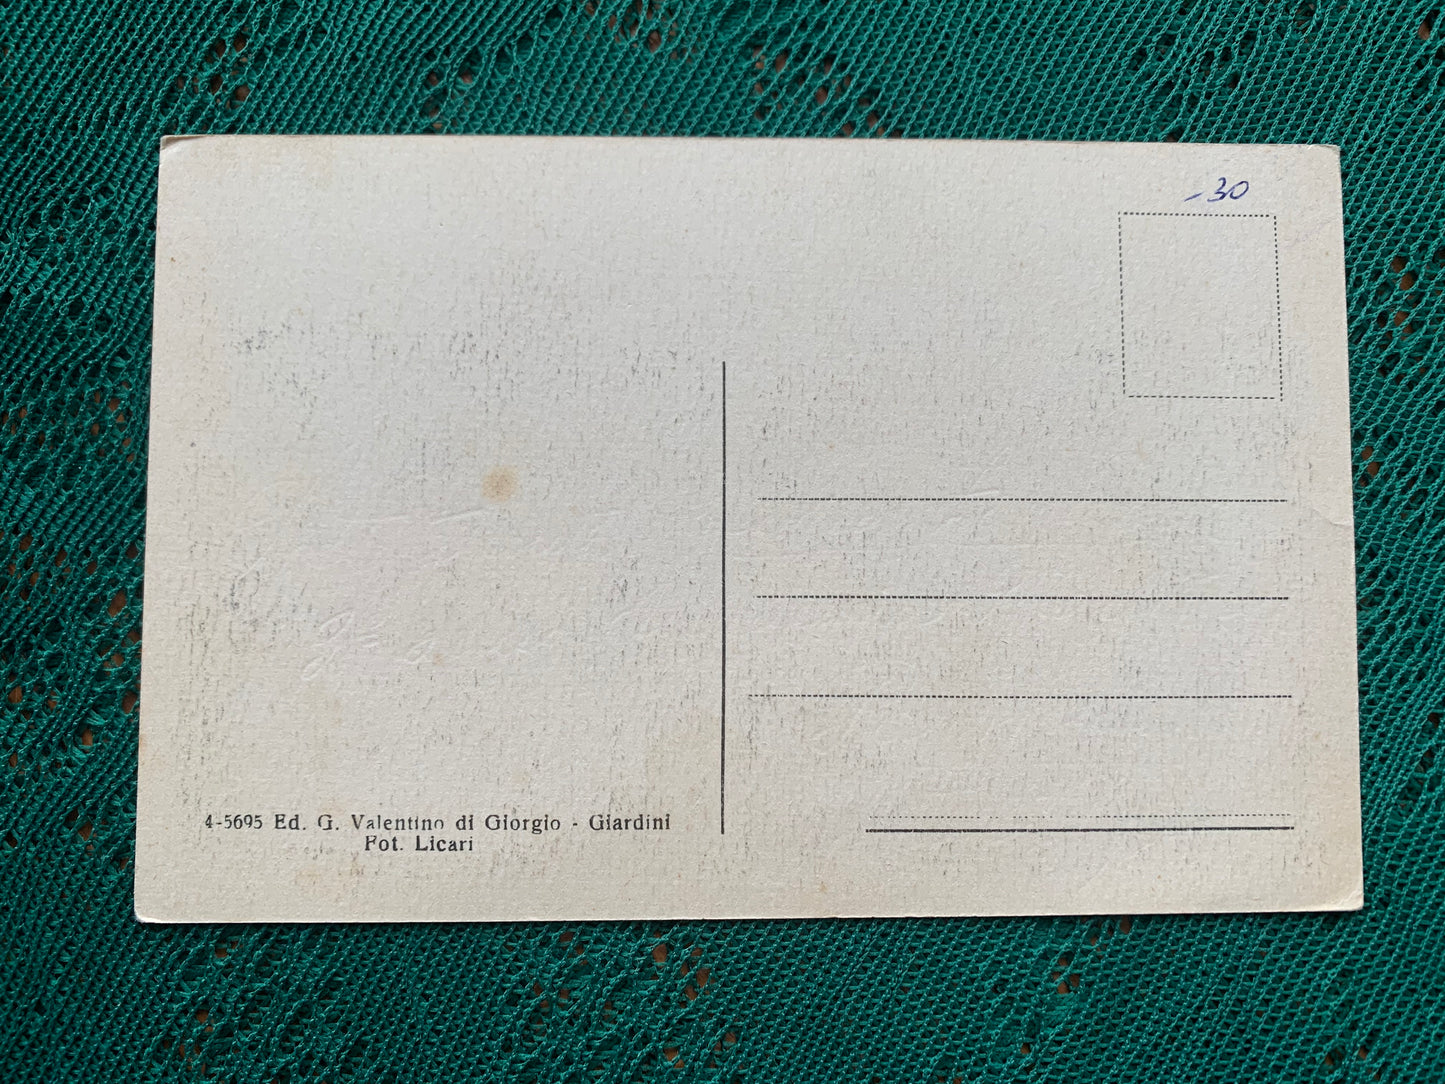 -30
4-5695 Ed. G. Valentino di Giorgio - Giardini
Fot. Licari